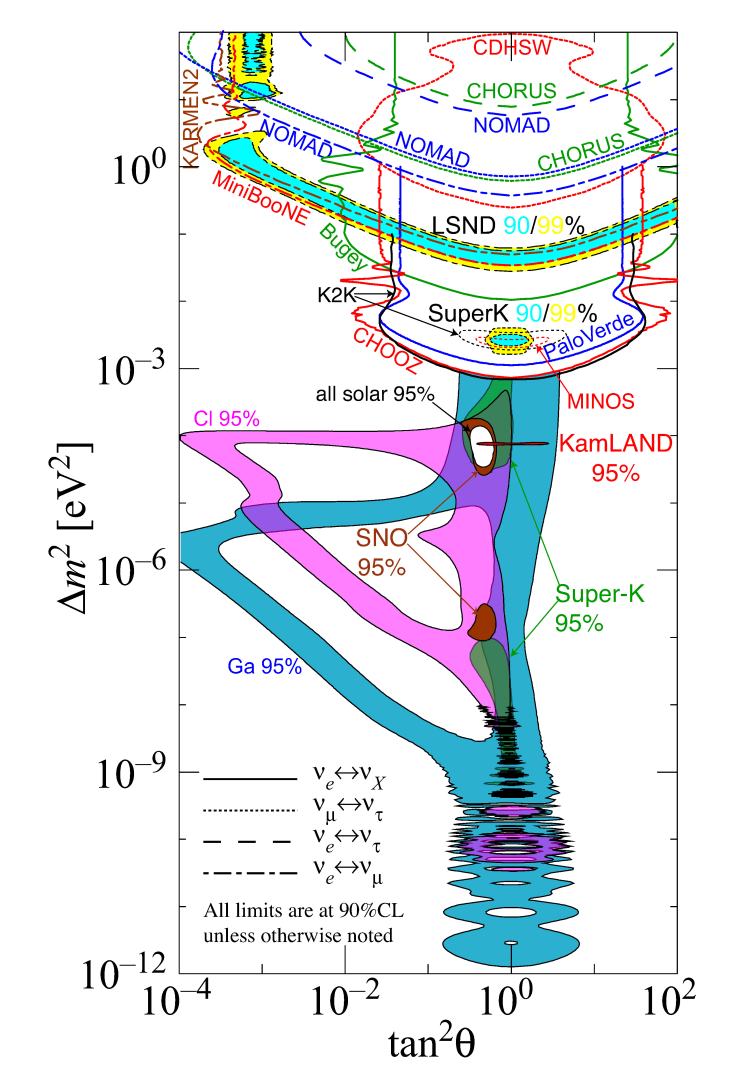 CDHSW
CHORUS
NOMAD
KARMEN2
NOMAD
NOMAD
CHORUS
10⁰
MiniBooNE
LSND 90/99%
Bugey
K2K
SuperK 90/99%
PaloVerde
CHOOZ
10⁻³
MINOS
all solar 95%
Cl 95%
KamLAND
95%
SNO
95%
10⁻⁶
Super-K
95%
Ga 95%
Δm² [eV²]
10⁻⁹
νe↔νX
νμ↔ντ
νe↔ντ
νe↔νμ
All limits are at 90%CL
unless otherwise noted
10⁻¹²
10⁻⁴ 10⁻² 10⁰ 10²
tan²θ